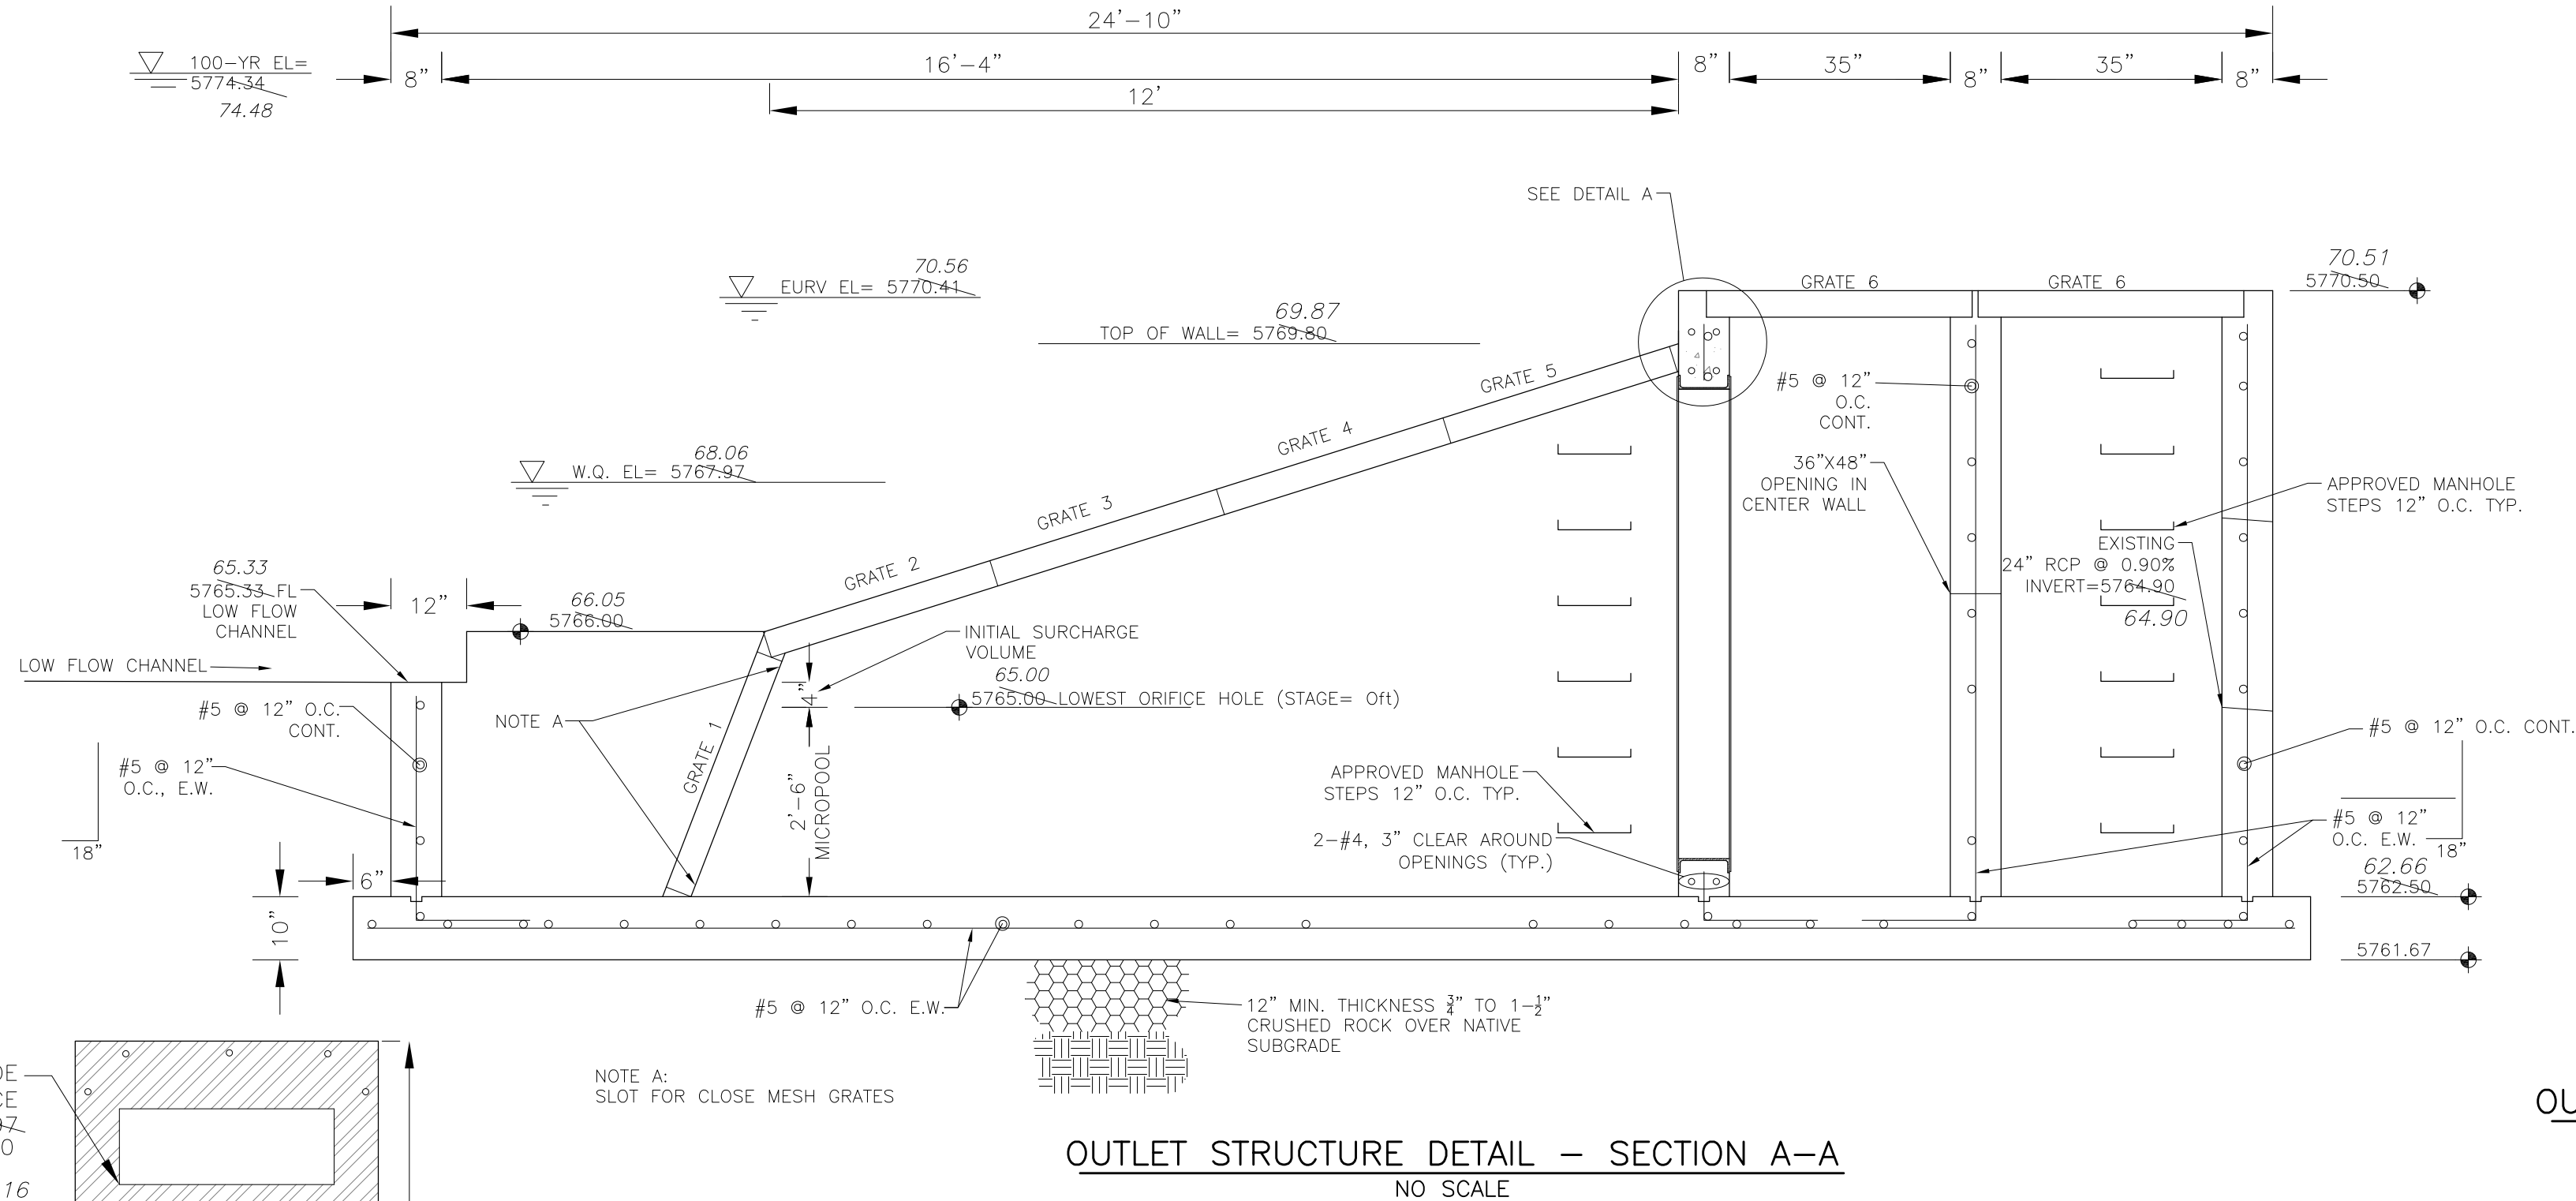 24'-10"
100-YR EL=
5774.34
74.48
8"
16'-4"
8"
35"
8"
35"
8"
12'
SEE DETAIL A
70.56
EURV EL= 5770.41
69.87
TOP OF WALL= 5769.80
GRATE 6
GRATE 6
70.51
5770.50
68.06
W.Q. EL= 5767.97
GRATE 5
GRATE 4
GRATE 3
GRATE 2
GRATE 1
#5 @ 12"
O.C.
CONT.
36"X48"
OPENING IN
CENTER WALL
APPROVED MANHOLE
STEPS 12" O.C. TYP.
EXISTING
24" RCP @ 0.90%
INVERT=5764.90
64.90
65.33
5765.33 FL
LOW FLOW
CHANNEL
12"
66.05
5766.00
LOW FLOW CHANNEL
INITIAL SURCHARGE
VOLUME
65.00
5765.00 LOWEST ORIFICE HOLE (STAGE= 0ft)
4"
2'-6"
MICROPOOL
#5 @ 12" O.C.
CONT.
NOTE A
#5 @ 12"
O.C., E.W.
18"
6"
10"
APPROVED MANHOLE
STEPS 12" O.C. TYP.
2-#4, 3" CLEAR AROUND
OPENINGS (TYP.)
#5 @ 12" O.C. CONT.
#5 @ 12"
O.C. E.W.
18"
62.66
5762.50
5761.67
#5 @ 12" O.C. E.W.
12" MIN. THICKNESS 3/4" TO 1-1/2"
CRUSHED ROCK OVER NATIVE
SUBGRADE
NOTE A:
SLOT FOR CLOSE MESH GRATES
OUTLET STRUCTURE DETAIL - SECTION A-A
NO SCALE
DE
CE
97
0
16
OU